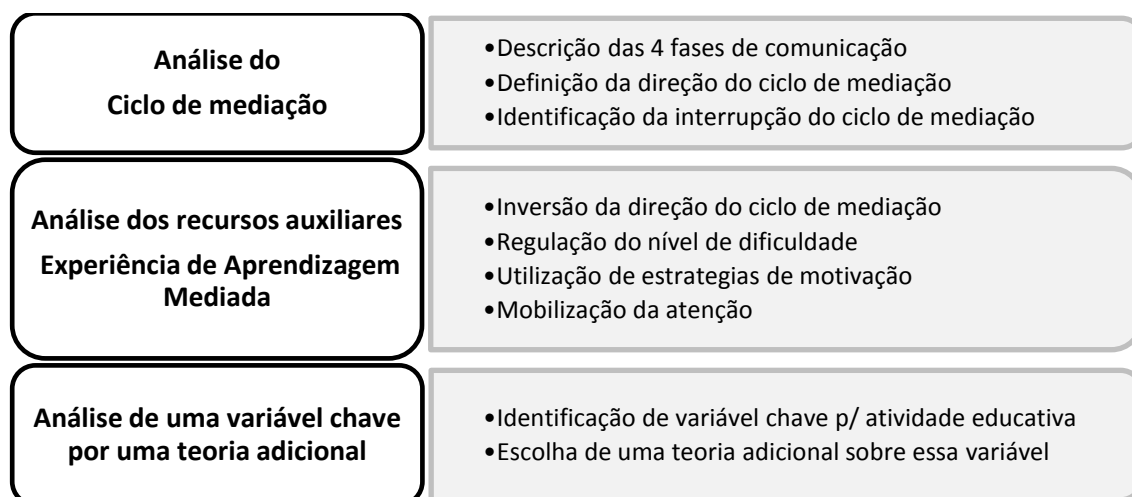 Análise do
Ciclo de mediação
•Descrição das 4 fases de comunicação
•Definição da direção do ciclo de mediação
•Identificação da interrupção do ciclo de mediação
Análise dos recursos auxiliares
Experiência de Aprendizagem
Mediada
•Inversão da direção do ciclo de mediação
•Regulação do nível de dificuldade
•Utilização de estrategias de motivação
•Mobilização da atenção
Análise de uma variável chave
por uma teoria adicional
•Identificação de variável chave p/ atividade educativa
•Escolha de uma teoria adicional sobre essa variável